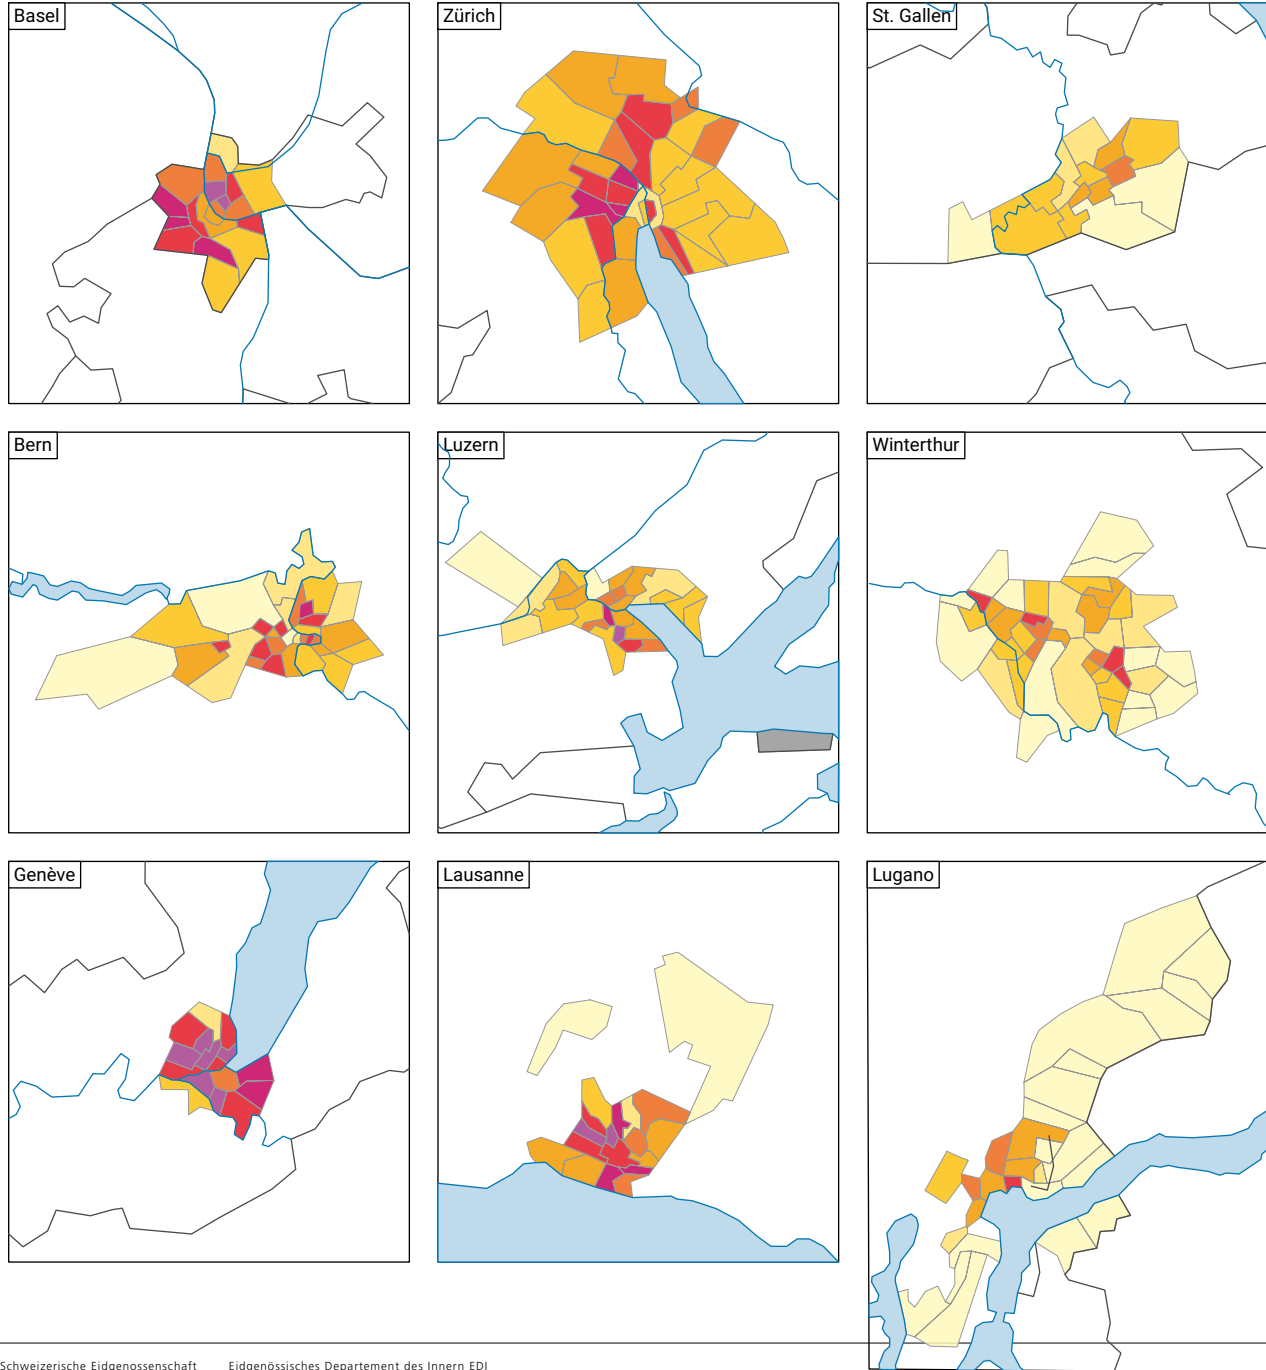 Basel
Zürich
St. Gallen
Bern
Luzern
Winterthur
Genève
Lausanne
Lugano
Schweizerische Eidgenossenschaft Eidgenössisches Departement des Innern EDI